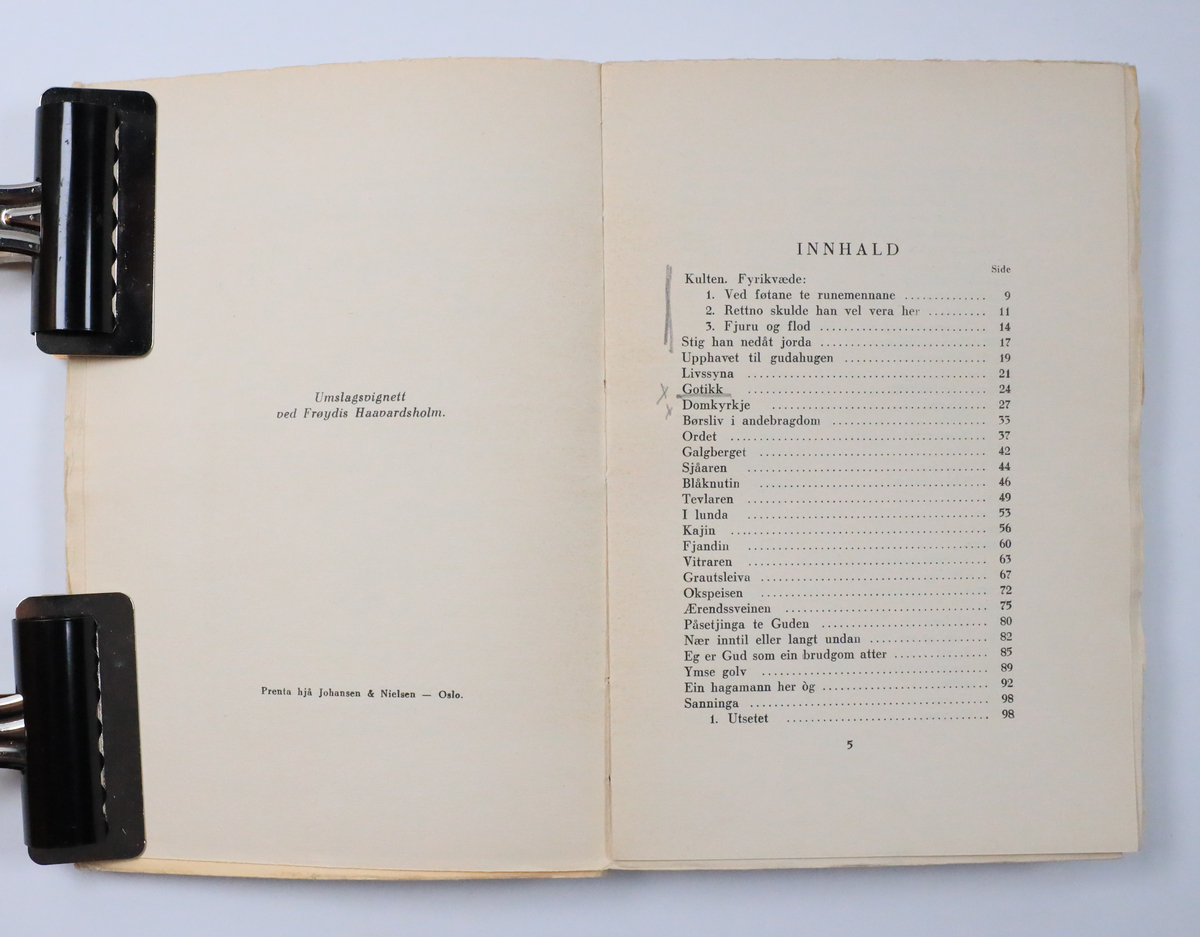 Umslagsvignett
ved Frøydis Haavardsholm.
Prenta hjå Johansen & Nielsen — Oslo.
INNHALD
Side
Kulten. Fyrikvæde:
1. Ved føtane te runemennane .............. 9
2. Rettno skulde han vel vera her .......... 11
3. Fjuru og flod ............................. 14
Stig han nedåt jorda ............................. 17
Upphavet til gudahugen ........................ 19
Livssyna ......................................... 21
Gotikk ......................................... 24
Domkyrkje ..................................... 27
Børsliv i andebragdom .......................... 33
Ordet ............................................ 37
Galgberget ....................................... 42
Sjåaren ......................................... 44
Blåknutin ....................................... 46
Tevlaren ......................................... 49
I lunda ......................................... 53
Kajin ............................................ 56
Fjandin ......................................... 60
Vitraren ......................................... 63
Grautsleiva ...................................... 67
Okspeisen ...................................... 72
Ærendssveinen .................................. 75
Påsetjinga te Guden ............................ 80
Nær inntil eller langt undan .................... 82
Eg er Gud som ein brudgom atter ................ 85
Ymse golv ...................................... 89
Ein hagamann her òg ............................ 92
Sanninga ........................................ 98
1. Utsetet .................................. 98
5